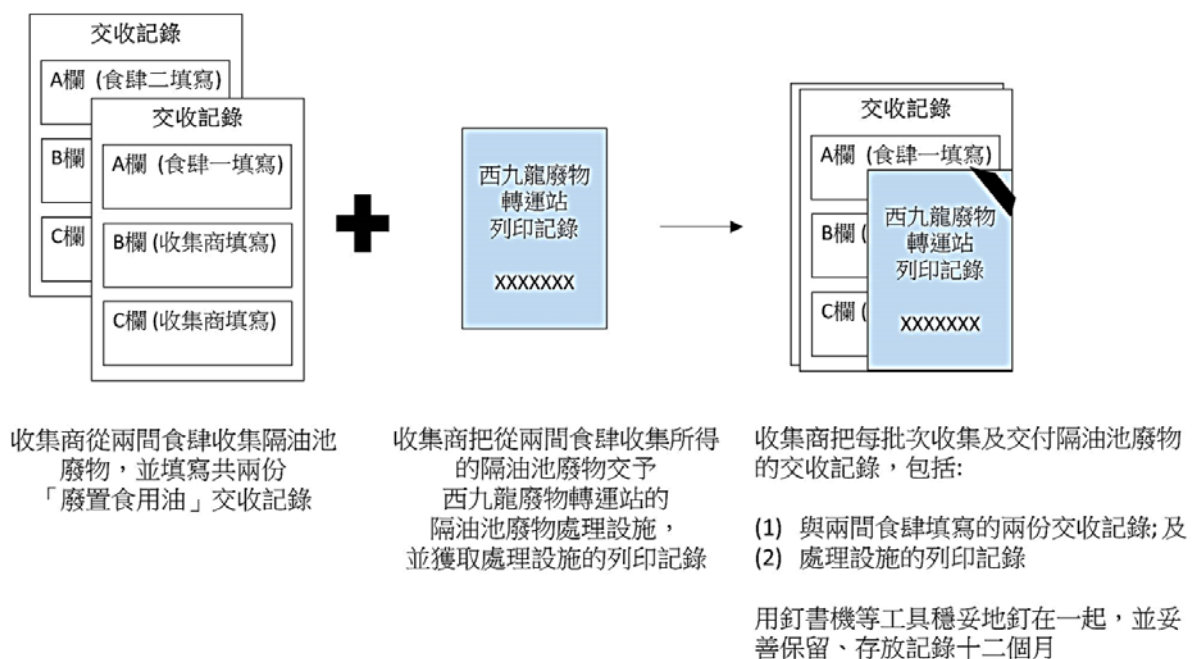 交收記錄
A欄 (食肆二填寫)
B欄
C欄
交收記錄
A欄 (食肆一填寫)
B欄 (收集商填寫)
C欄 (收集商填寫)
西九龍廢物
轉運站
列印記錄
XXXXXXX
交收記錄
A欄 (食肆一填寫)
B欄 (
C欄 (
西九龍廢物
轉運站
列印記錄
XXXXXXX
收集商從兩間食肆收集隔油池
廢物，並填寫共兩份
「廢置食用油」交收記錄
收集商把從兩間食肆收集所得
的隔油池廢物交予
西九龍廢物轉運站的
隔油池廢物處理設施，
並獲取處理設施的列印記錄
收集商把每批次收集及交付隔油池廢物
的交收記錄，包括:
(1) 與兩間食肆填寫的兩份交收記錄; 及
(2) 處理設施的列印記錄
用釘書機等工具穩妥地釘在一起，並妥
善保留、存放記錄十二個月